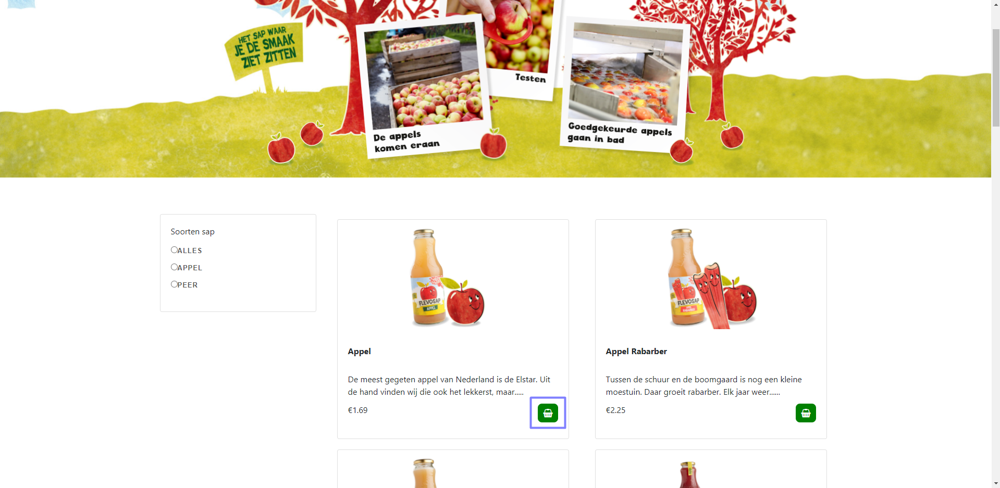 HET SAP WAAR
JE DE SMAAK
ZIET ZITTEN
Testen
De appels
komen eraan
Goedgekeurde appels
gaan in bad
Soorten sap
ALLES
APPEL
PEER
FLEVOSAP
APPEL
Appel
De meest gegeten appel van Nederland is de Elstar. Uit
de hand vinden wij die ook het lekkerst, maar.....
€1.69
FLEVOSAP
APPEL
RABARBER
Appel Rabarber
Tussen de schuur en de boomgaard is nog een kleine
moestuin. Daar groeit rabarber. Elk jaar weer......
€2.25